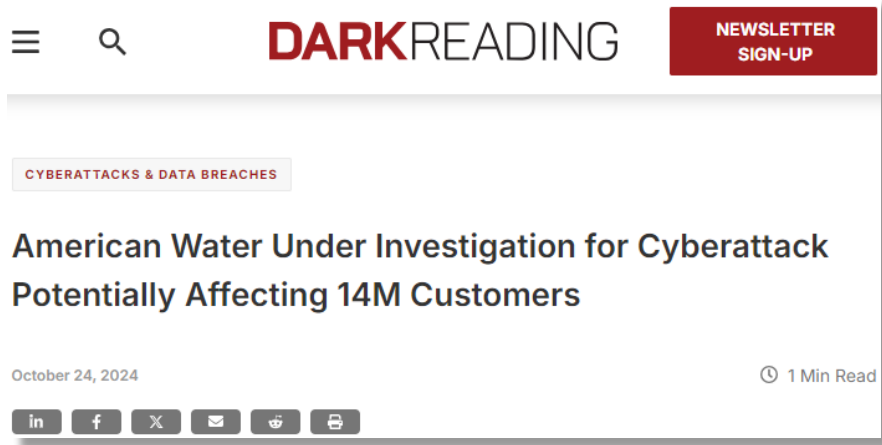 DARKREADING
NEWSLETTER
SIGN-UP
CYBERATTACKS & DATA BREACHES
American Water Under Investigation for Cyberattack
Potentially Affecting 14M Customers
October 24, 2024
1 Min Read
in f X